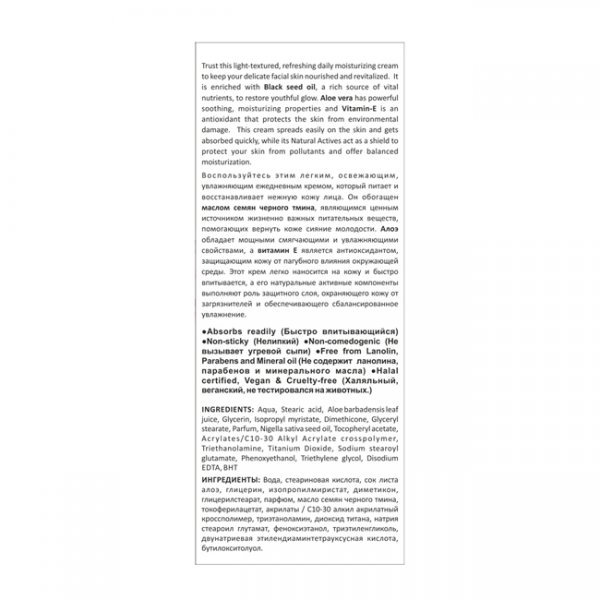 Trust this light-textured, refreshing daily moisturizing cream
to keep your delicate facial skin nourished and revitalized. It
is enriched with Black seed oil, a rich source of vital
nutrients, to restore youthful glow. Aloe vera has powerful
soothing, moisturizing properties and Vitamin-E is an
antioxidant that protects the skin from environmental
damage. This cream spreads easily on the skin and gets
absorbed quickly, while its Natural Actives act as a shield to
protect your skin from pollutants and offer balanced
moisturization.
Воспользуйтесь этим легким, освежающим,
увлажняющим ежедневным кремом, который питает и
восстанавливает нежную кожу лица. Он обогащен
маслом семян черного тмина, являющимся ценным
источником жизненно важных питательных веществ,
помогающих вернуть коже сияние молодости. Алоэ
обладает мощными смягчающими и увлажняющими
свойствами, а витамин Е является антиоксидантом,
защищающим кожу от пагубного влияния окружающей
среды. Этот крем легко наносится на кожу и быстро
впитывается, а его натуральные активные компоненты
выполняют роль защитного слоя, охраняющего кожу от
загрязнителей и обеспечивающего сбалансированное
увлажнение.
●Absorbs readily (Быстро впитывающийся)
●Non-sticky (Нелипкий) ●Non-comedogenic (Не
вызывает угревой сыпи) ●Free from Lanolin,
Parabens and Mineral oil (Не содержит ланолина,
парабенов и минерального масла) ●Halal
certified, Vegan & Cruelty-free (Халяльный,
веганский, не тестировался на животных.)
INGREDIENTS: Aqua, Stearic acid, Aloe barbadensis leaf
juice, Glycerin, Isopropyl myristate, Dimethicone, Glyceryl
stearate, Parfum, Nigella sativa seed oil, Tocopheryl acetate,
Acrylates/C10-30 Alkyl Acrylate crosspolymer,
Triethanolamine, Titanium Dioxide, Sodium stearoyl
glutamate, Phenoxyethanol, Triethylene glycol, Disodium
EDTA, BHT
ИНГРЕДИЕНТЫ: Вода, стеариновая кислота, сок листа
алоэ, глицерин, изопропилмиристат, диметикон,
глицерилстеарат, парфюм, масло семян черного тмина,
токоферилацетат, акрилаты / C10-30 алкил акрилатный
кроссполимер, триэтаноламин, диоксид титана, натрия
стеароил глутамат, феноксиэтанол, триэтиленгликоль,
двунатриевая этилендиаминтетрауксусная кислота,
бутилокситолуол.